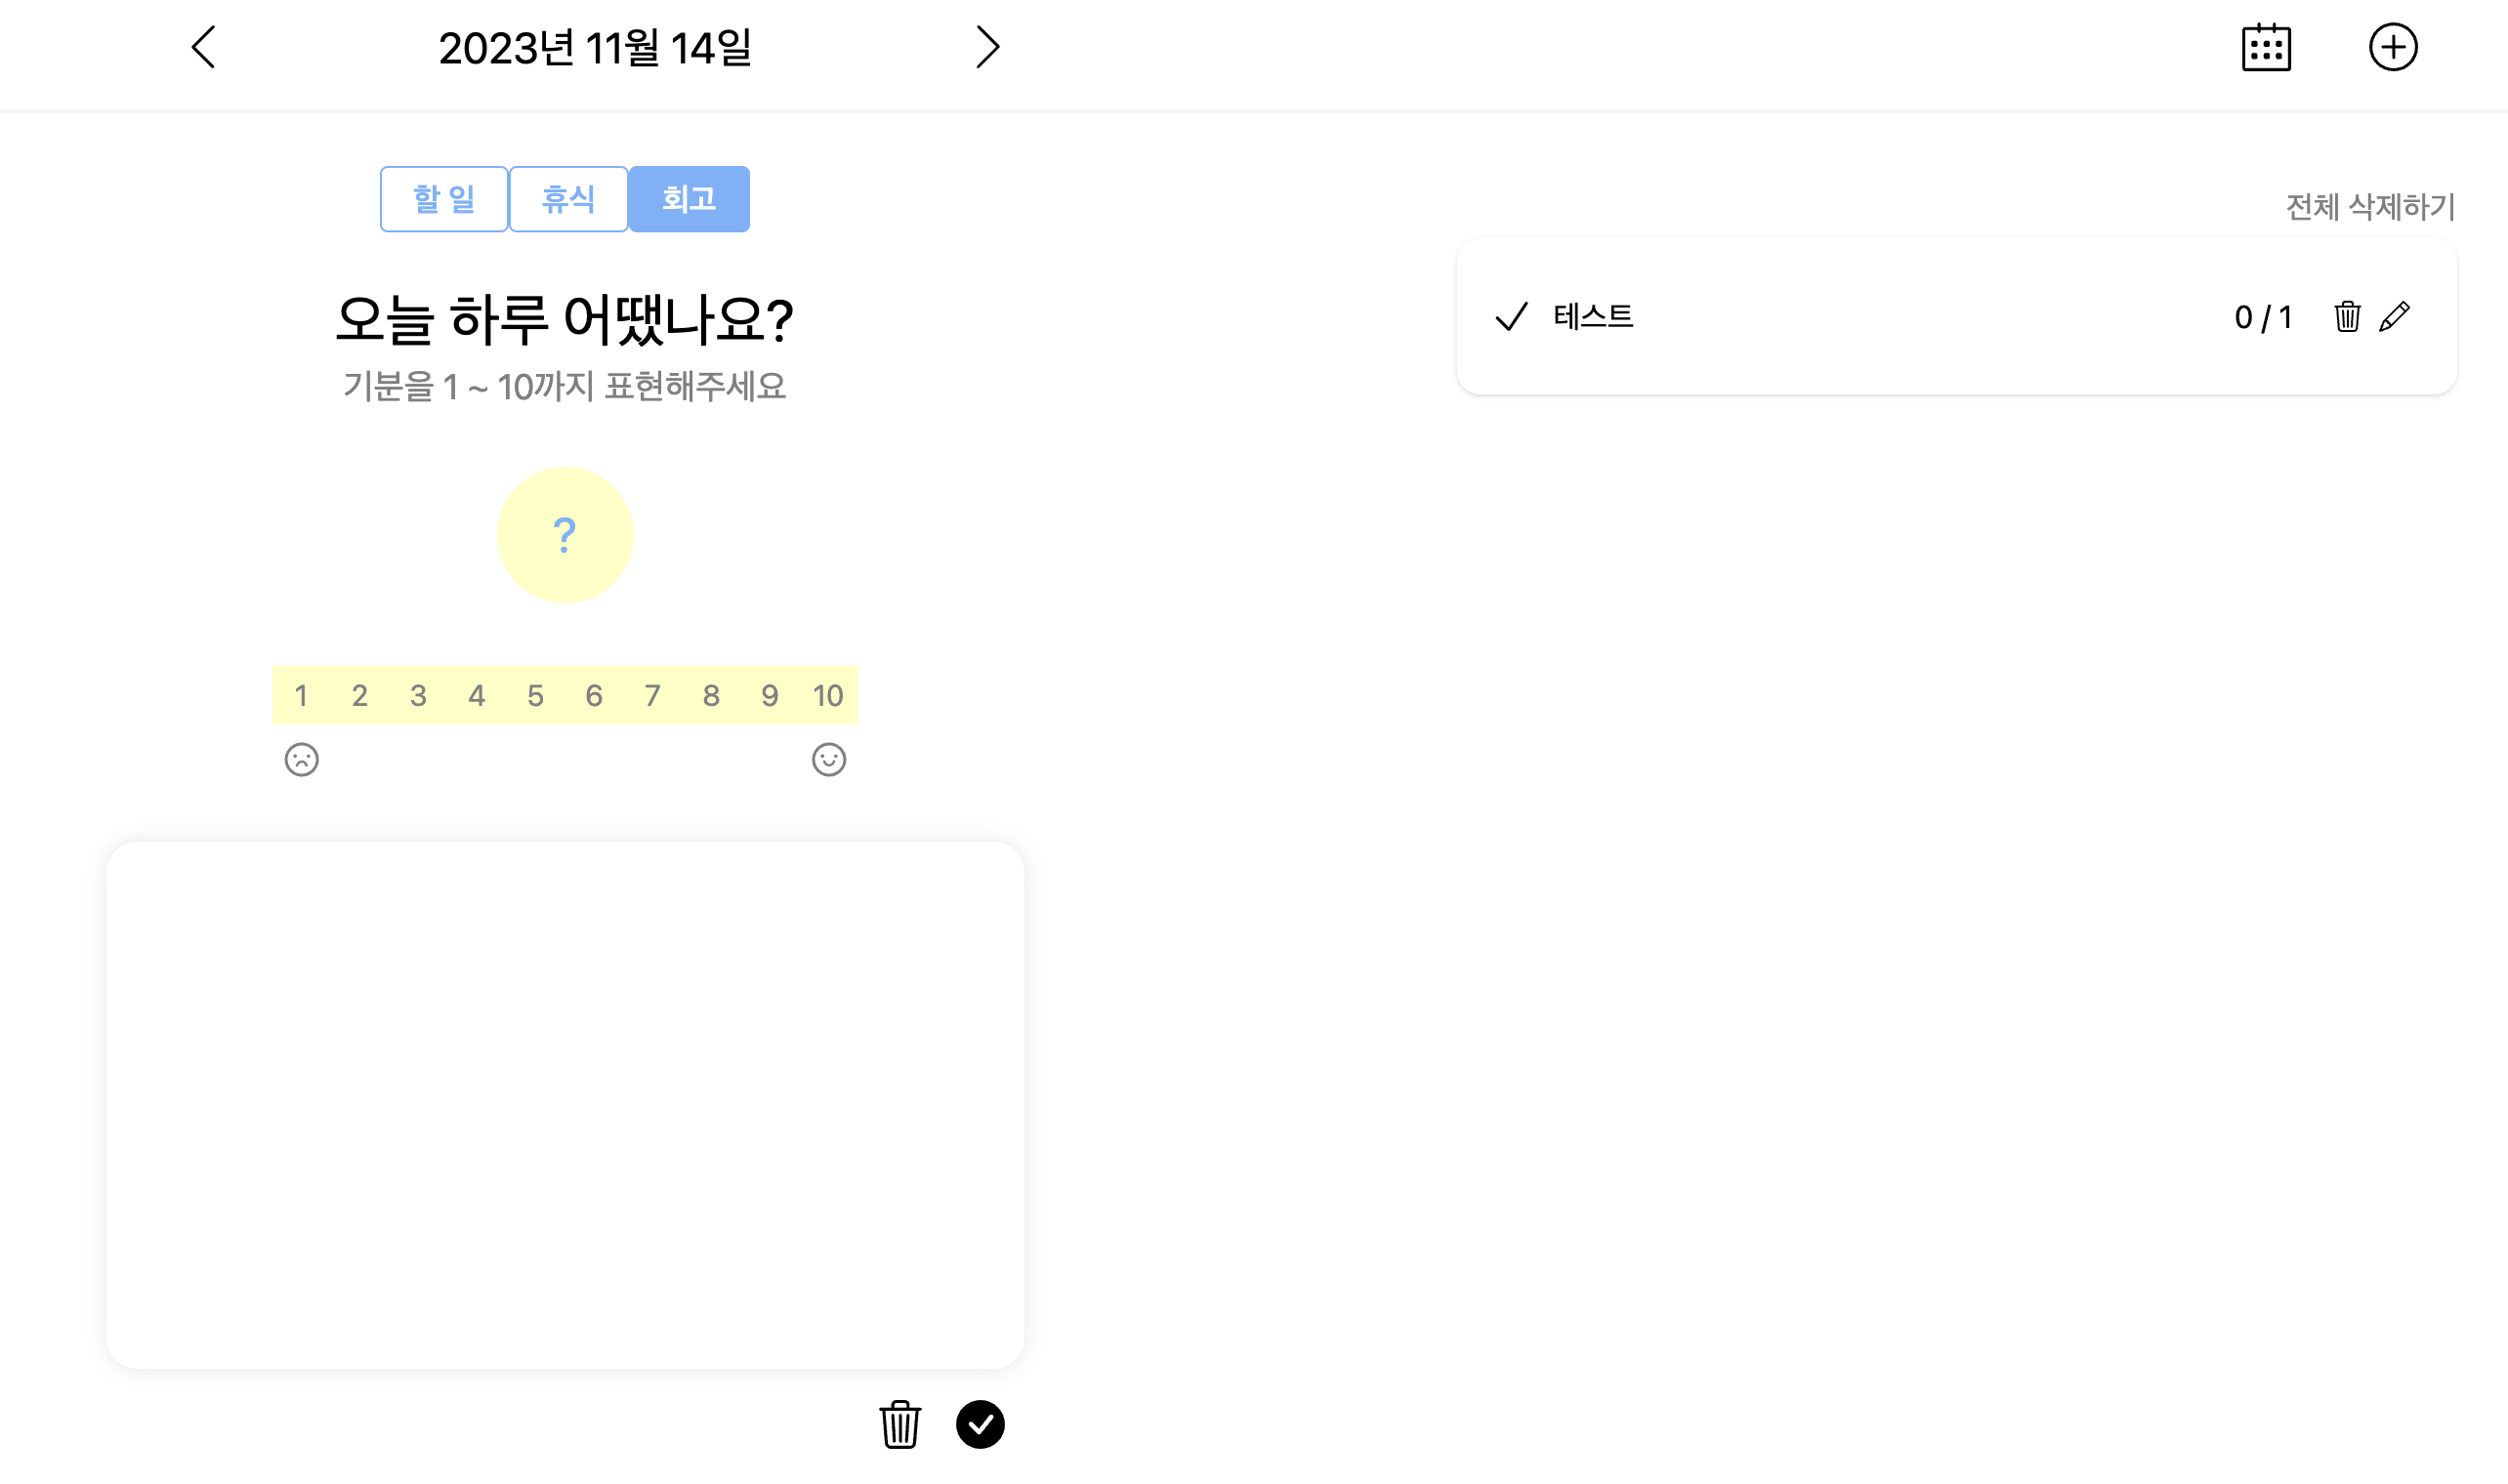 2023년 11월 14일
할 일 휴식 회고
오늘 하루 어땠나요?
기분을 1 ~ 10까지 표현해주세요
?
1 2 3 4 5 6 7 8 9 10
전체 삭제하기
테스트 0 / 1